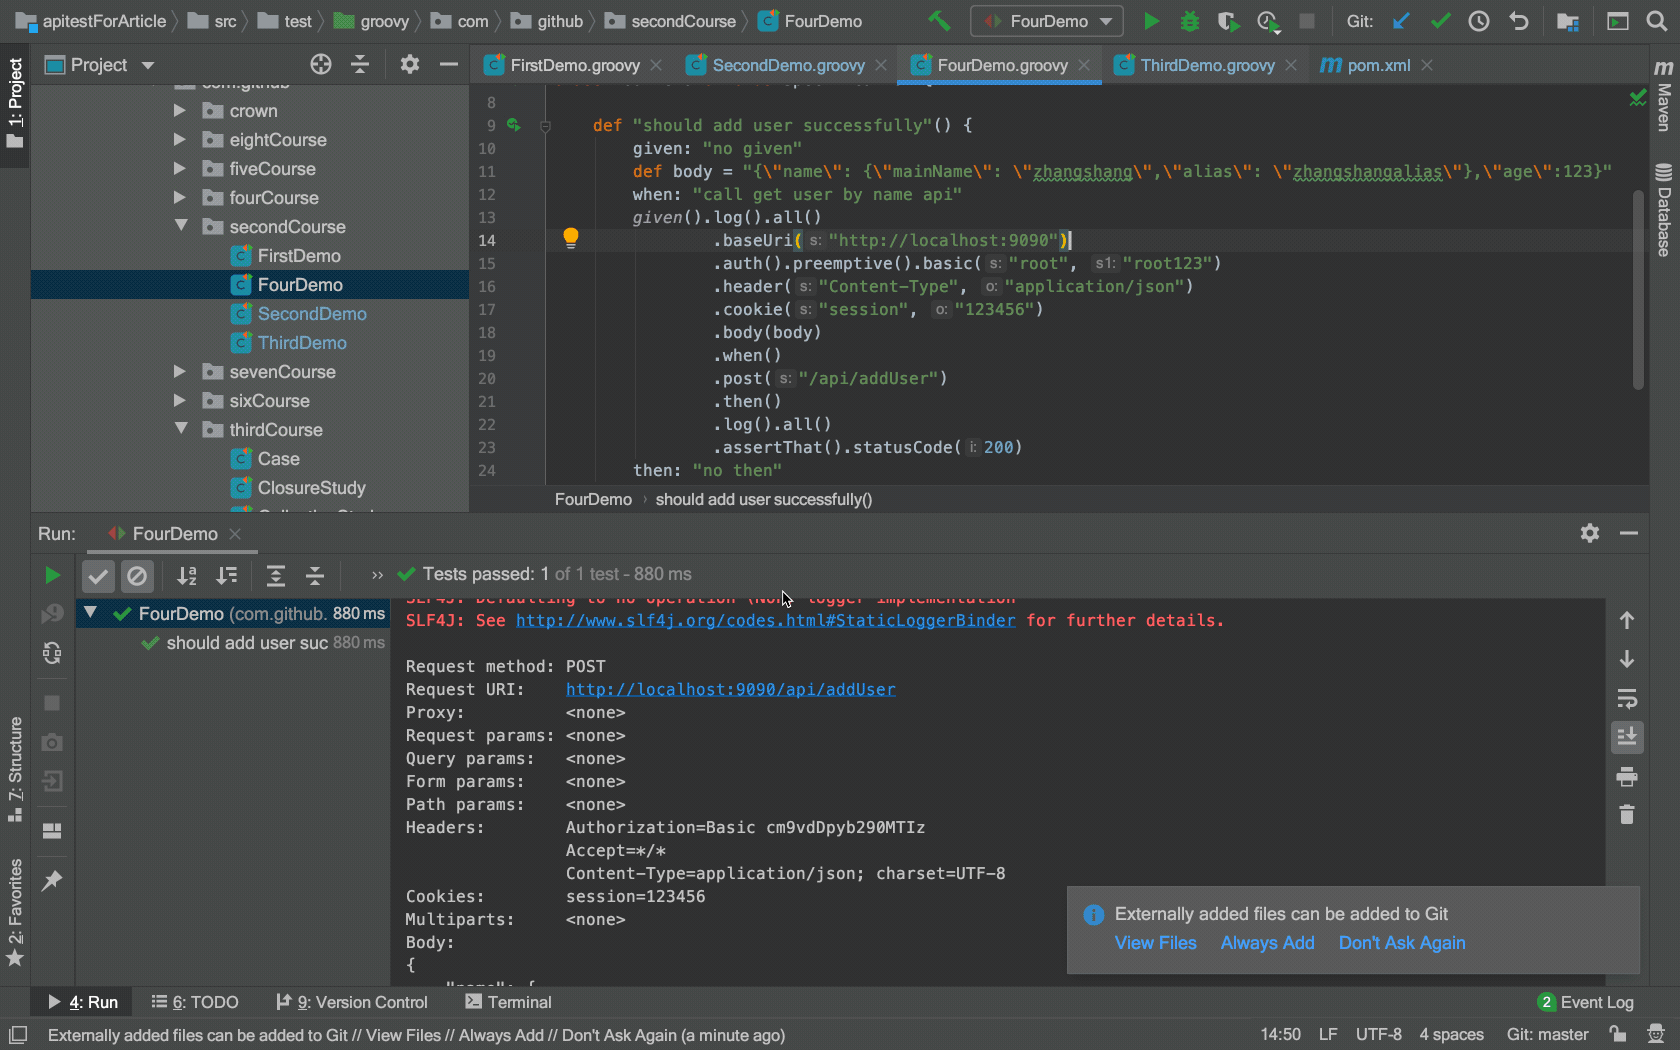 apitestForArticle src test groovy com github secondCourse FourDemo FourDemo Git:
1: Project
Project
FirstDemo.groovy SecondDemo.groovy FourDemo.groovy ThirdDemo.groovy pom.xml
Maven
Database
com.github
crown
eightCourse
fiveCourse
fourCourse
secondCourse
FirstDemo
FourDemo
SecondDemo
ThirdDemo
sevenCourse
sixCourse
thirdCourse
Case
ClosureStudy
8
9 def "should add user successfully"() {
10 given: "no given"
11 def body = "{\"name\": {\"mainName\": \"zhangshang\",\"alias\": \"zhangshangalias\"},\"age\":123}"
12 when: "call get user by name api"
13 given().log().all()
14 .baseUri( s: "http://localhost:9090")
15 .auth().preemptive().basic( s: "root", s1: "root123")
16 .header( s: "Content-Type", o: "application/json")
17 .cookie( s: "session", o: "123456")
18 .body(body)
19 .when()
20 .post( s: "/api/addUser")
21 .then()
22 .log().all()
23 .assertThat().statusCode( i: 200)
24 then: "no then"
FourDemo › should add user successfully()
Run: FourDemo
» Tests passed: 1 of 1 test - 880 ms
FourDemo (com.github. 880 ms
should add user suc 880 ms
SLF4J: Defaulting to no-operation (NOP) logger implementation
SLF4J: See http://www.slf4j.org/codes.html#StaticLoggerBinder for further details.
Request method: POST
Request URI: http://localhost:9090/api/addUser
Proxy: <none>
Request params: <none>
Query params: <none>
Form params: <none>
Path params: <none>
Headers: Authorization=Basic cm9vdDpyb290MTIz
Accept=*/*
Content-Type=application/json; charset=UTF-8
Cookies: session=123456
Multiparts: <none>
Body:
{
"name": {
7: Structure
2: Favorites
Externally added files can be added to Git
View Files Always Add Don't Ask Again
4: Run 6: TODO 9: Version Control Terminal 2 Event Log
Externally added files can be added to Git // View Files // Always Add // Don't Ask Again (a minute ago) 14:50 LF UTF-8 4 spaces Git: master